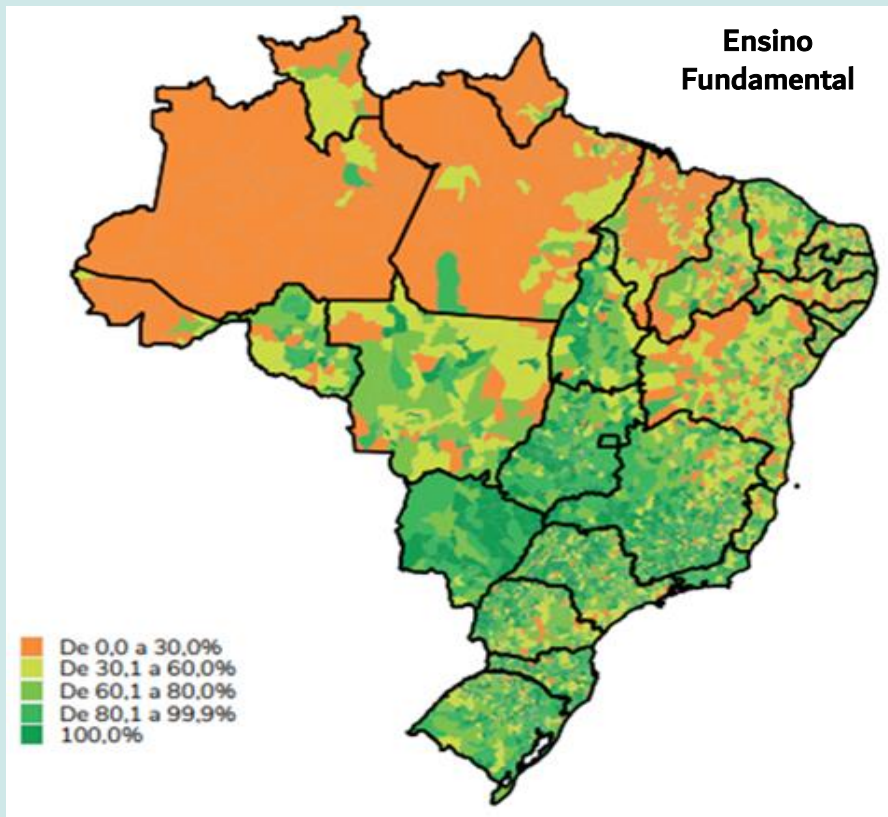 Ensino
Fundamental
De 0,0 a 30,0%
De 30,1 a 60,0%
De 60,1 a 80,0%
De 80,1 a 99,9%
100,0%